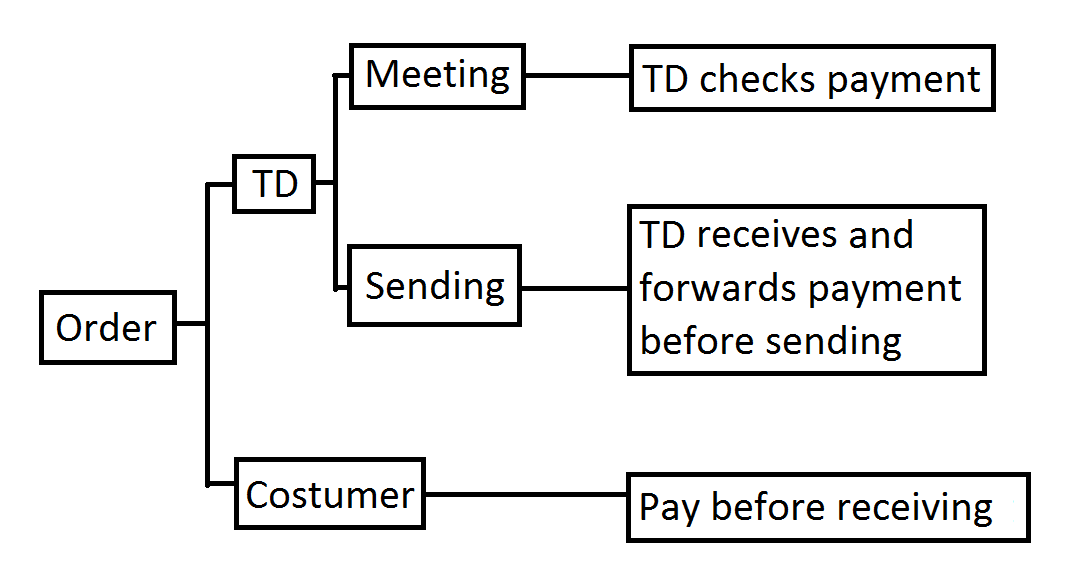 Meeting
TD checks payment
TD
TD receives and
forwards payment
before sending
Sending
Order
Costumer
Pay before receiving